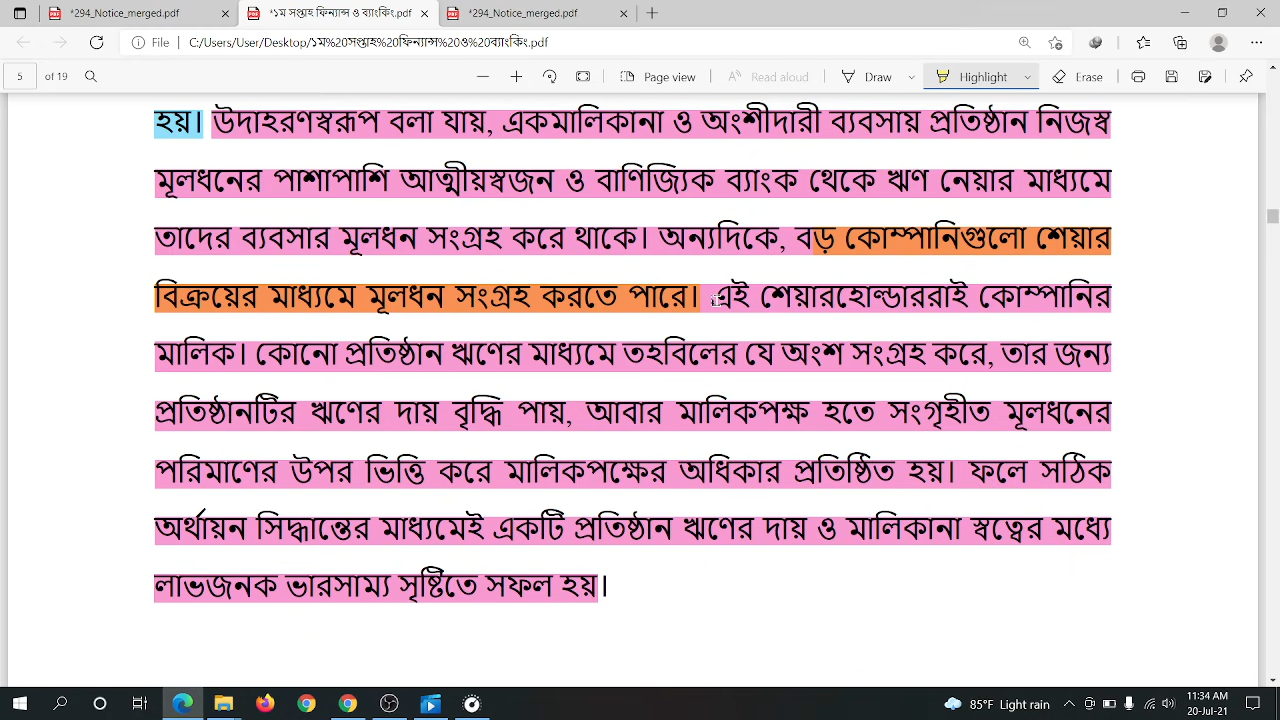 *294_Notice_merged.pdf
*১ম সপ্তাহ ফিন্যান্স ও ব্যাংকিং.pdf
*294_Notice_merged.pdf
File C:/Users/User/Desktop/১ম%20সপ্তাহ%20ফিন্যান্স%20ও%20ব্যাংকিং.pdf
5 of 19 Page view Read aloud Draw Highlight Erase
হয়। উদাহরণস্বরূপ বলা যায়, একমালিকানা ও অংশীদারী ব্যবসায় প্রতিষ্ঠান নিজস্ব
মূলধনের পাশাপাশি আত্মীয়স্বজন ও বাণিজ্যিক ব্যাংক থেকে ঋণ নেয়ার মাধ্যমে
তাদের ব্যবসার মূলধন সংগ্রহ করে থাকে। অন্যদিকে, বড় কোম্পানিগুলো শেয়ার
বিক্রয়ের মাধ্যমে মূলধন সংগ্রহ করতে পারে। এই শেয়ারহোল্ডাররাই কোম্পানির
মালিক। কোনো প্রতিষ্ঠান ঋণের মাধ্যমে তহবিলের যে অংশ সংগ্রহ করে, তার জন্য
প্রতিষ্ঠানটির ঋণের দায় বৃদ্ধি পায়, আবার মালিকপক্ষ হতে সংগৃহীত মূলধনের
পরিমাণের উপর ভিত্তি করে মালিকপক্ষের অধিকার প্রতিষ্ঠিত হয়। ফলে সঠিক
অর্থায়ন সিদ্ধান্তের মাধ্যমেই একটি প্রতিষ্ঠান ঋণের দায় ও মালিকানা স্বত্বের মধ্যে
লাভজনক ভারসাম্য সৃষ্টিতে সফল হয়।
85°F Light rain
11:34 AM
20-Jul-21